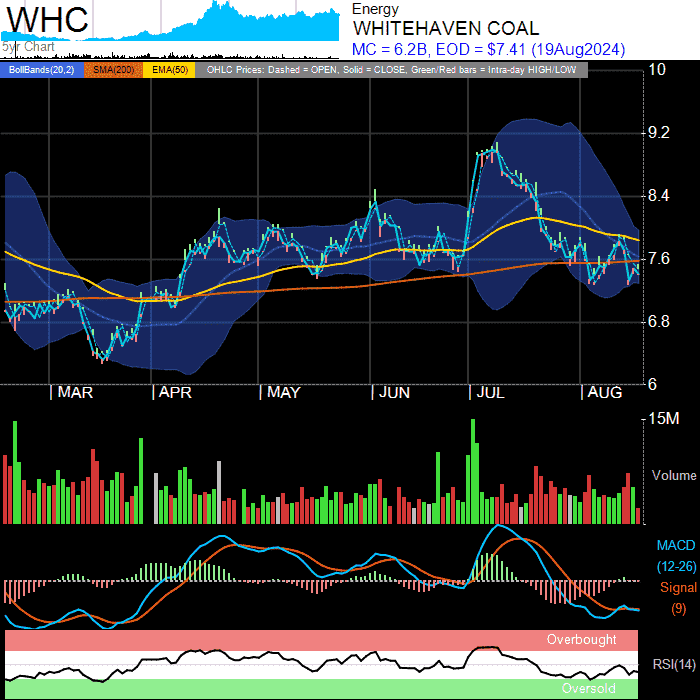 WHC
5yr Chart
Energy
WHITEHAVEN COAL
MC = 6.2B, EOD = $7.41 (19Aug2024)
BollBands(20,2) SMA(200) EMA(50) OHLC Prices: Dashed = OPEN, Solid = CLOSE, Green/Red bars = Intra-day HIGH/LOW
10
9.2
8.4
7.6
6.8
6
MAR APR MAY JUN JUL AUG
15M
Volume
MACD
(12-26)
Signal
(9)
Overbought
RSI(14)
Oversold